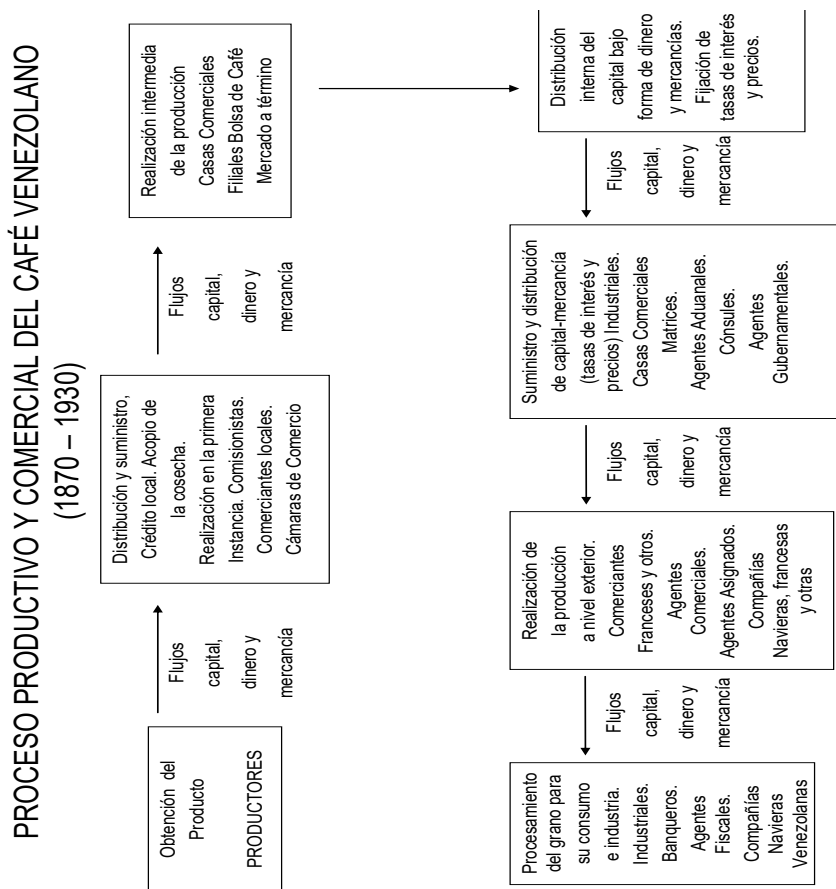 PROCESO PRODUCTIVO Y COMERCIAL DEL CAFÉ VENEZOLANO
(1870 – 1930)
Obtención del
Producto
PRODUCTORES
Flujos
capital,
dinero y
mercancía
Distribución y suministro,
Crédito local. Acopio de
la cosecha.
Realización en la primera
Instancia. Comisionistas.
Comerciantes locales.
Cámaras de Comercio
Flujos
capital,
dinero y
mercancía
Realización intermedia
de la producción
Casas Comerciales
Filiales Bolsa de Café
Mercado a término
Distribución
interna del
capital bajo
forma de dinero
y mercancías.
Fijación de
tasas de interés
y precios.
Flujos
capital,
dinero y
mercancía
Suministro y distribución
de capital-mercancía
(tasas de interés y
precios) Industriales.
Casas Comerciales
Matrices.
Agentes Aduanales.
Cónsules.
Agentes
Gubernamentales.
Flujos
capital,
dinero y
mercancía
Realización de
la producción
a nivel exterior.
Comerciantes
Franceses y otros.
Agentes
Comerciales.
Agentes Asignados.
Compañías
Navieras, francesas
y otras
Flujos
capital,
dinero y
mercancía
Procesamiento
del grano para
su consumo
e industria.
Industriales.
Banqueros.
Agentes
Fiscales.
Compañías
Navieras
Venezolanas